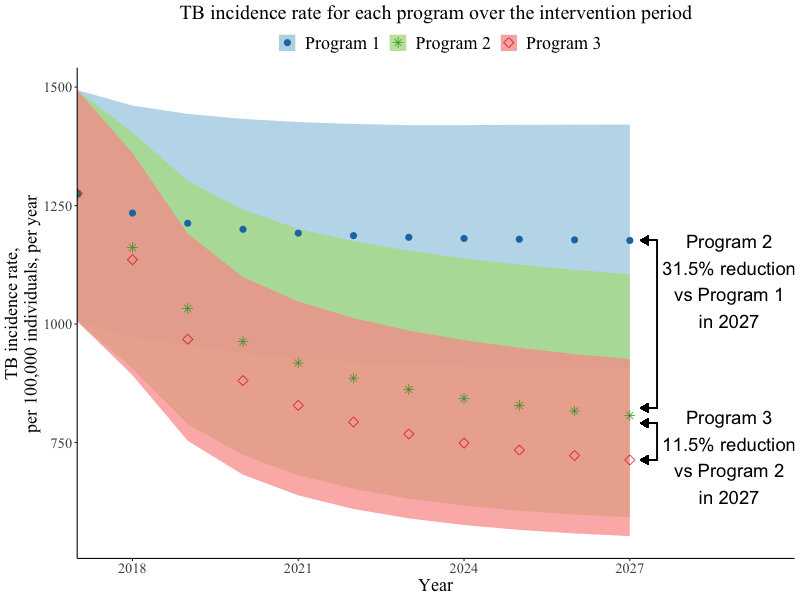 TB incidence rate for each program over the intervention period
Program 1 Program 2 Program 3
1500
1250
1000
750
TB incidence rate,
per 100,000 individuals, per year
2018 2021 2024 2027
Year
Program 2
31.5% reduction
vs Program 1
in 2027
Program 3
11.5% reduction
vs Program 2
in 2027